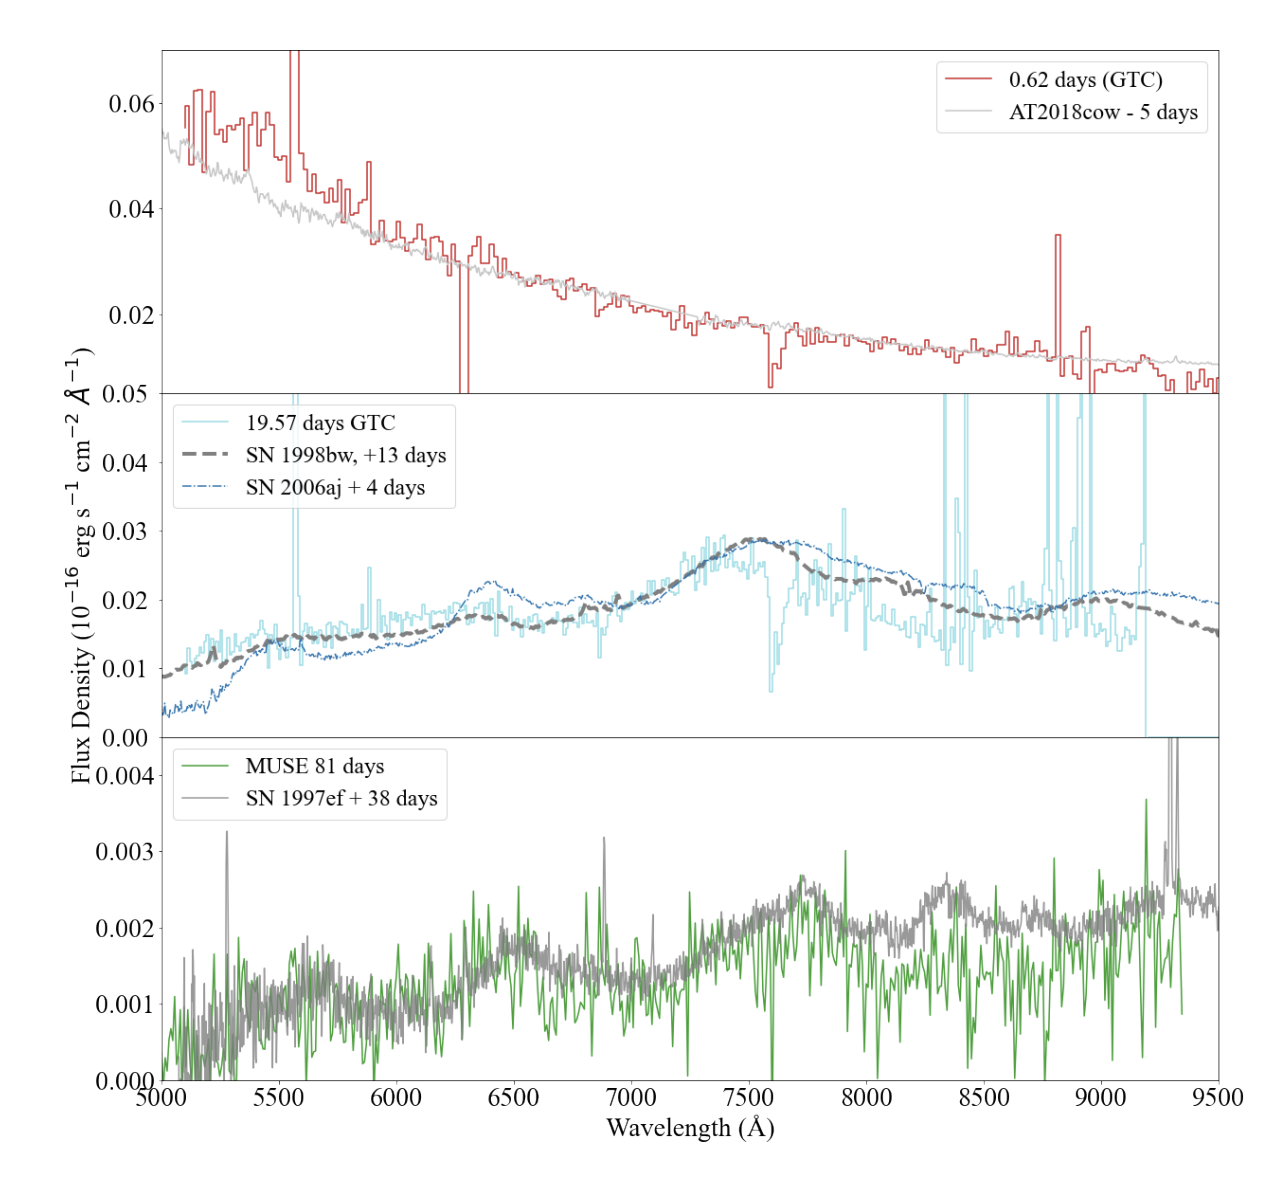 0.62 days (GTC)
AT2018cow - 5 days
0.06
0.04
0.02
0.05
19.57 days GTC
SN 1998bw, +13 days
SN 2006aj + 4 days
0.04
0.03
0.02
0.01
0.00
Flux Density (10⁻¹⁶ erg s⁻¹ cm⁻² Å⁻¹)
MUSE 81 days
SN 1997ef + 38 days
0.004
0.003
0.002
0.001
0.000
5000 5500 6000 6500 7000 7500 8000 8500 9000 9500
Wavelength (Å)